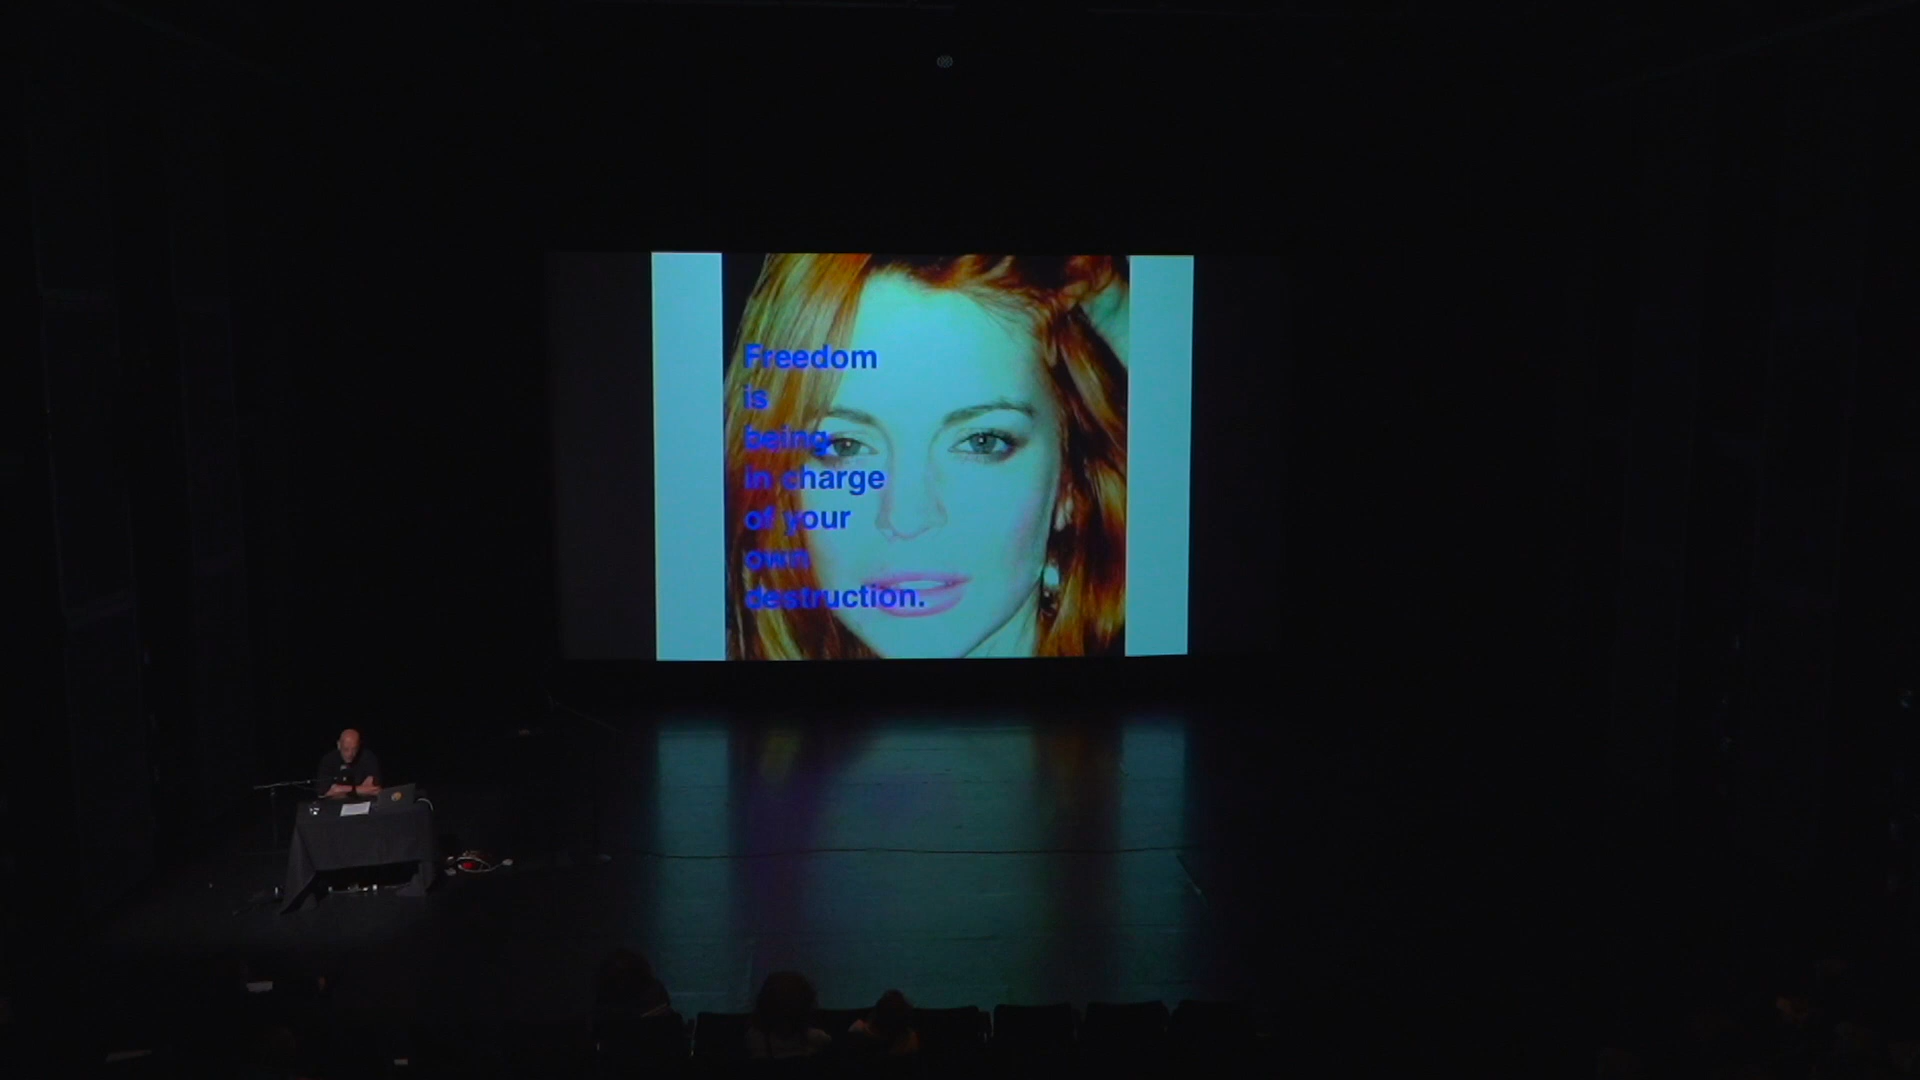 Freedom
is
being
in charge
of your
own
destruction.